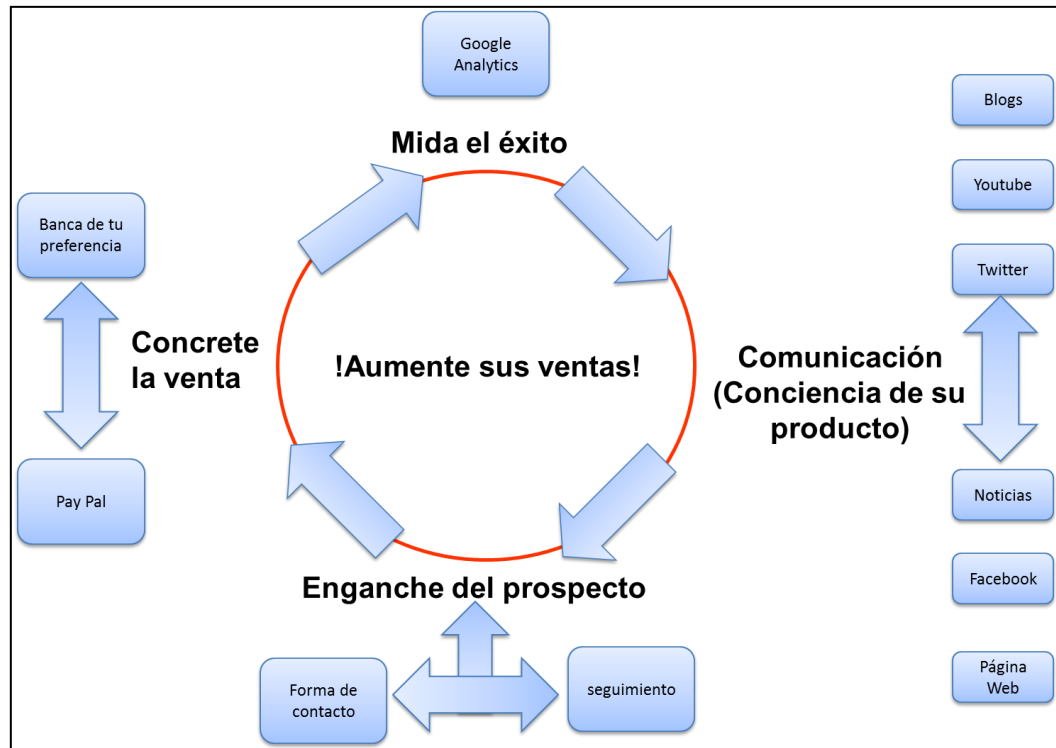 Google
Analytics
Mida el éxito
Blogs
Youtube
Twitter
Banca de tu
preferencia
Concrete
la venta
!Aumente sus ventas!
Comunicación
(Conciencia de su
producto)
Pay Pal
Noticias
Facebook
Enganche del prospecto
Forma de
contacto
seguimiento
Página
Web